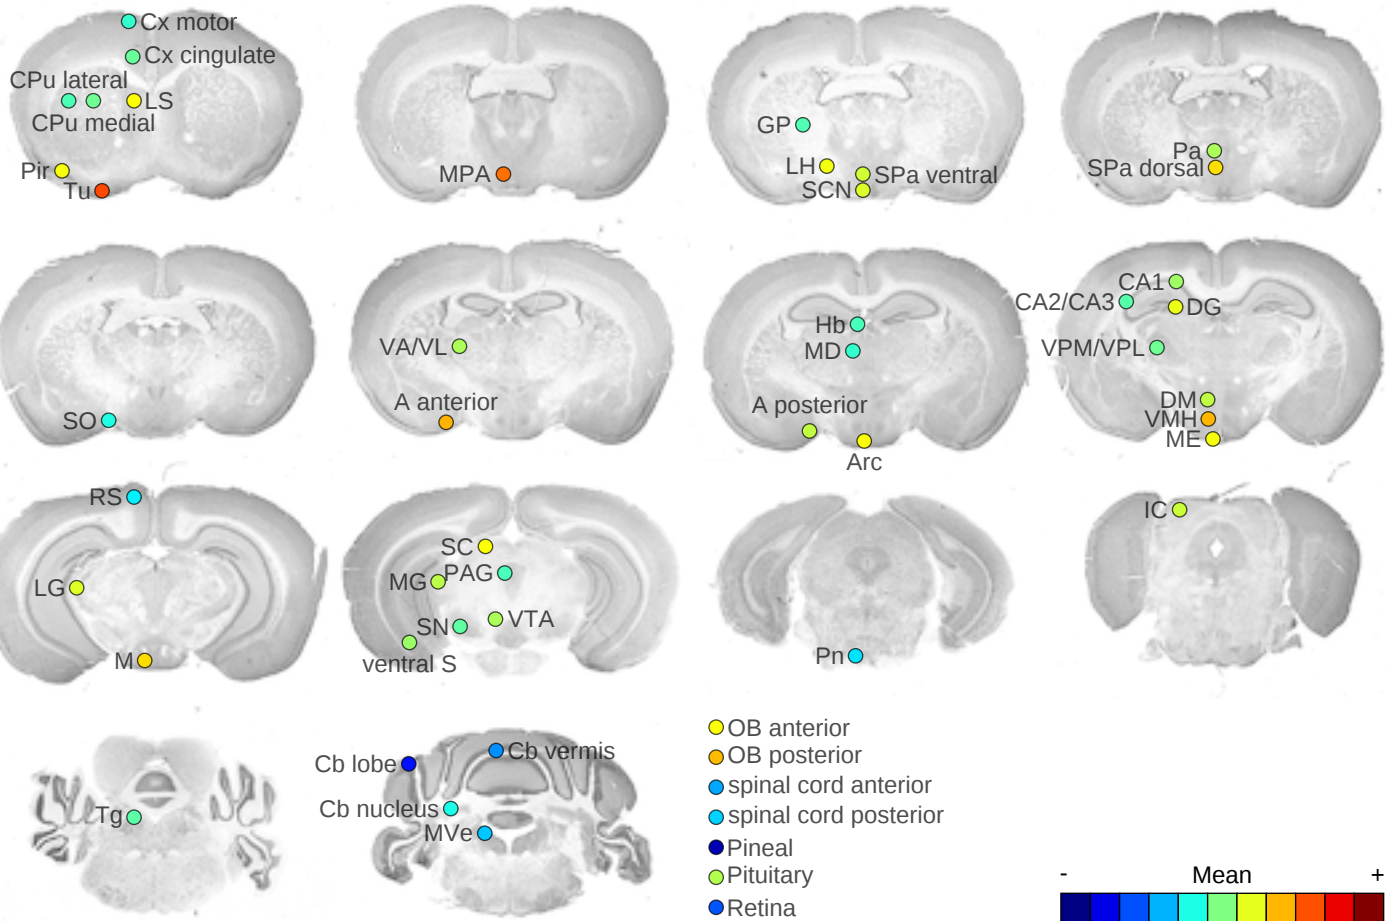 Cx motor
Cx cingulate
CPu lateral
LS
CPu medial
Pir
Tu
MPA
GP
LH
SPa ventral
SCN
Pa
SPa dorsal
SO
VA/VL
A anterior
Hb
MD
A posterior
Arc
CA1
CA2/CA3
DG
VPM/VPL
DM
VMH
ME
RS
LG
M
SC
PAG
MG
VTA
SN
ventral S
Pn
IC
Tg
Cb lobe
Cb vermis
Cb nucleus
MVe
OB anterior
OB posterior
spinal cord anterior
spinal cord posterior
Pineal
Pituitary
Retina
- Mean +